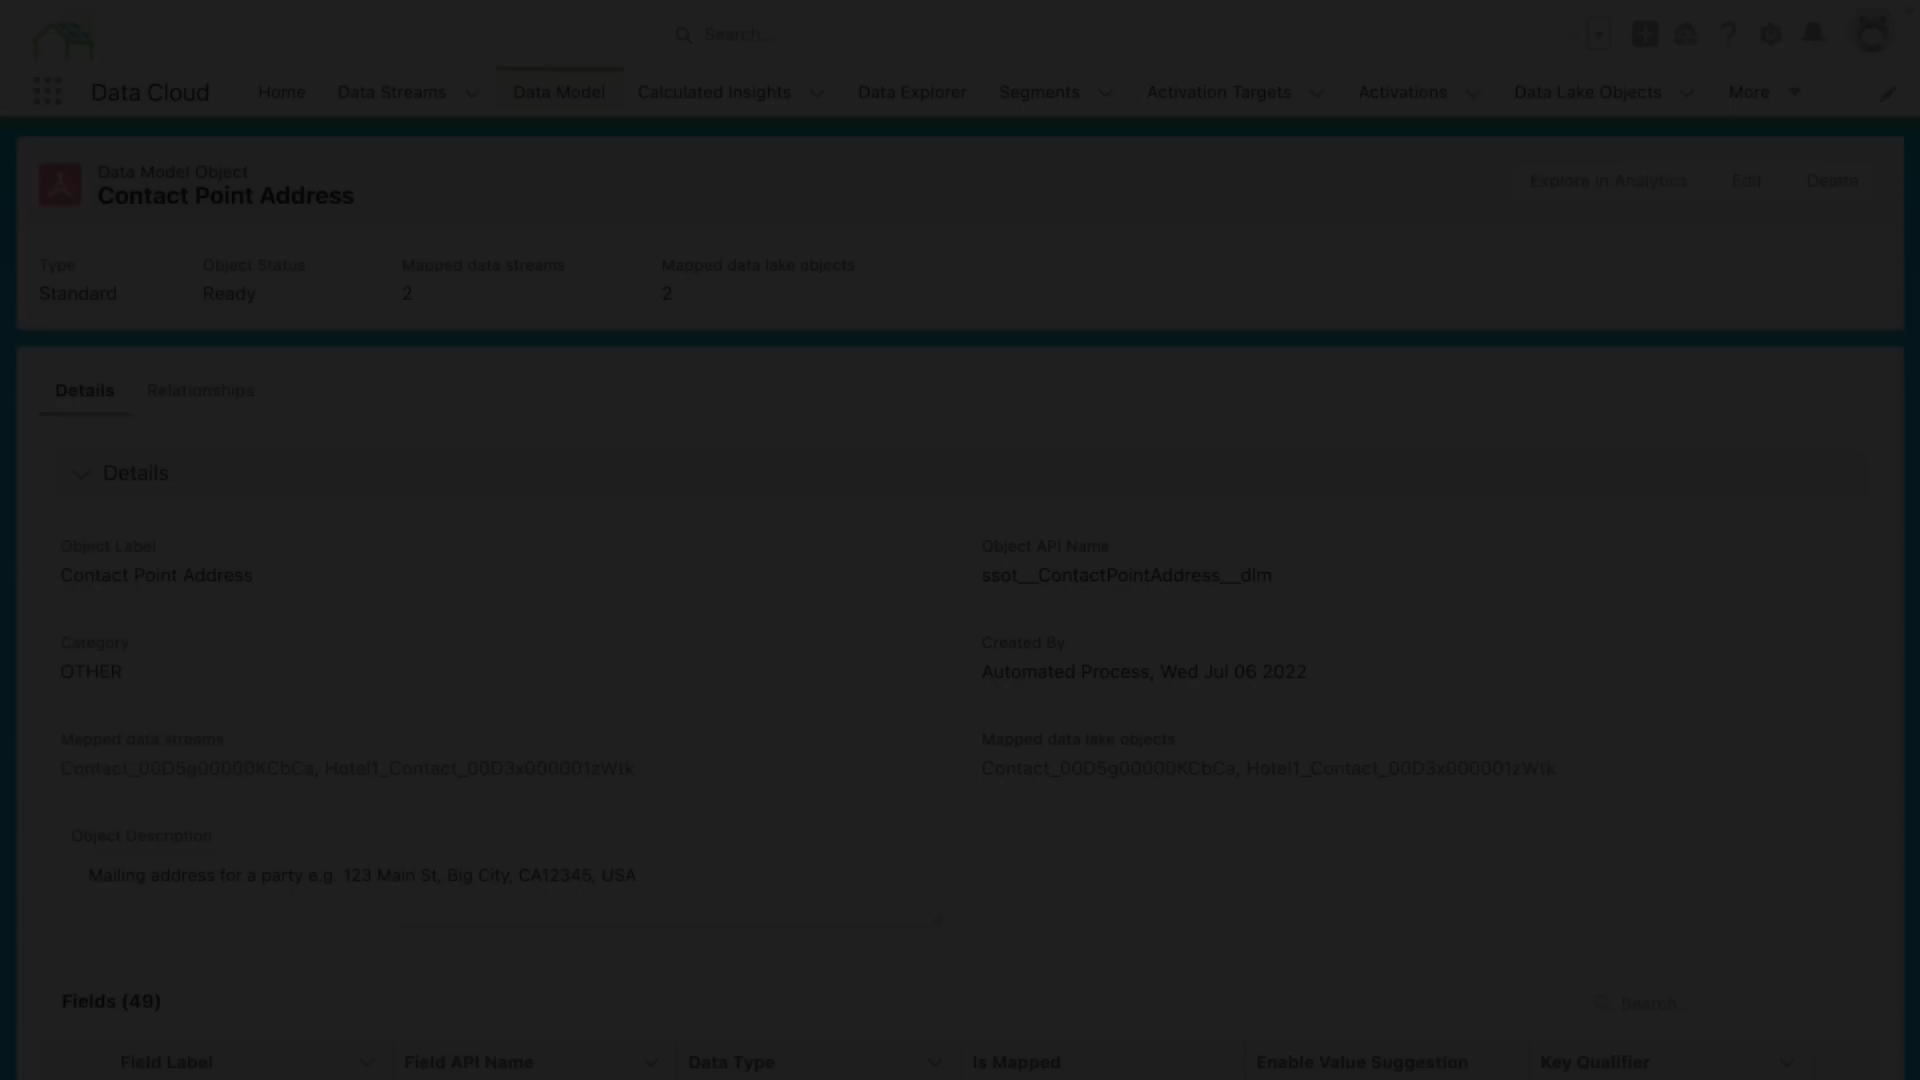 Search...
Data Cloud Home Data Streams Data Model Calculated Insights Data Explorer Segments Activation Targets Activations Data Lake Objects More
Data Model Object
Contact Point Address
Explore in Analytics Edit Delete
Type Object Status Mapped data streams Mapped data lake objects
Standard Ready 2 2
Details Relationships
Details
Object Label Object API Name
Contact Point Address ssot__ContactPointAddress__dlm
Category Created By
OTHER Automated Process, Wed Jul 06 2022
Mapped data streams Mapped data lake objects
Contact_00D5g00000KCbCa, Hotel1_Contact_00D3x000001zWtk Contact_00D5g00000KCbCa, Hotel1_Contact_00D3x000001zWtk
Object Description
Mailing address for a party e.g. 123 Main St, Big City, CA12345, USA
Fields (49) Search...
Field Label Field API Name Data Type Is Mapped Enable Value Suggestion Key Qualifier